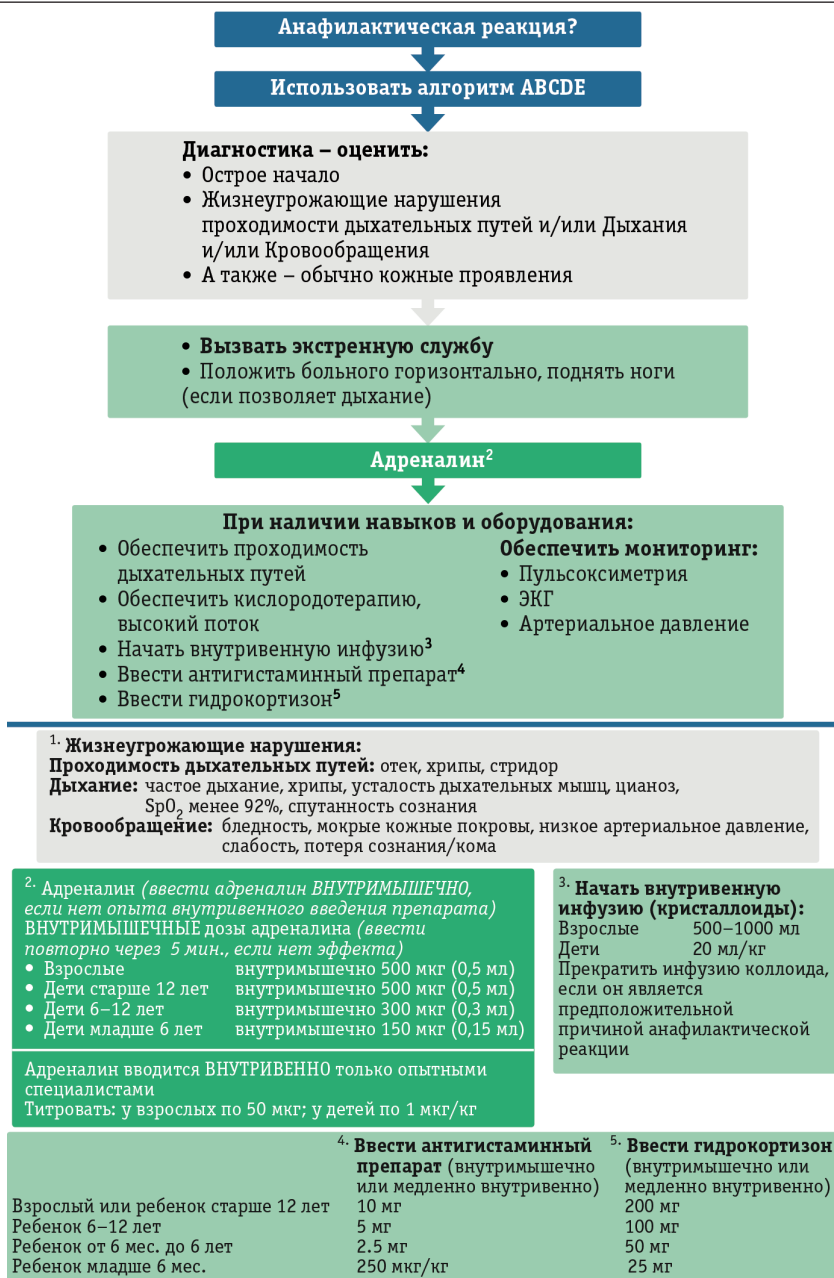 Анафилактическая реакция?
Использовать алгоритм ABCDE
Диагностика – оценить:
• Острое начало
• Жизнеугрожающие нарушения
проходимости дыхательных путей и/или Дыхания
и/или Кровообращения
• А также – обычно кожные проявления
• Вызвать экстренную службу
• Положить больного горизонтально, поднять ноги
(если позволяет дыхание)
Адреналин²
При наличии навыков и оборудования:
• Обеспечить проходимость
дыхательных путей
• Обеспечить кислородотерапию,
высокий поток
• Начать внутривенную инфузию³
• Ввести антигистаминный препарат⁴
• Ввести гидрокортизон⁵
Обеспечить мониторинг:
• Пульсоксиметрия
• ЭКГ
• Артериальное давление
¹· Жизнеугрожающие нарушения:
Проходимость дыхательных путей: отек, хрипы, стридор
Дыхание: частое дыхание, хрипы, усталость дыхательных мышц, цианоз,
SpO₂ менее 92%, спутанность сознания
Кровообращение: бледность, мокрые кожные покровы, низкое артериальное давление,
слабость, потеря сознания/кома
²· Адреналин (ввести адреналин ВНУТРИМЫШЕЧНО,
если нет опыта внутривенного введения препарата)
ВНУТРИМЫШЕЧНЫЕ дозы адреналина (ввести
повторно через 5 мин., если нет эффекта)
• Взрослые внутримышечно 500 мкг (0,5 мл)
• Дети старше 12 лет внутримышечно 500 мкг (0,5 мл)
• Дети 6–12 лет внутримышечно 300 мкг (0,3 мл)
• Дети младше 6 лет внутримышечно 150 мкг (0,15 мл)
Адреналин вводится ВНУТРИВЕННО только опытными
специалистами
Титровать: у взрослых по 50 мкг; у детей по 1 мкг/кг
³· Начать внутривенную
инфузию (кристаллоиды):
Взрослые 500–1000 мл
Дети 20 мл/кг
Прекратить инфузию коллоида,
если он является
предположительной
причиной анафилактической
реакции
⁴· Ввести антигистаминный
препарат (внутримышечно
или медленно внутривенно)
⁵· Ввести гидрокортизон
(внутримышечно или
медленно внутривенно)
Взрослый или ребенок старше 12 лет 10 мг 200 мг
Ребенок 6–12 лет 5 мг 100 мг
Ребенок от 6 мес. до 6 лет 2.5 мг 50 мг
Ребенок младше 6 мес. 250 мкг/кг 25 мг